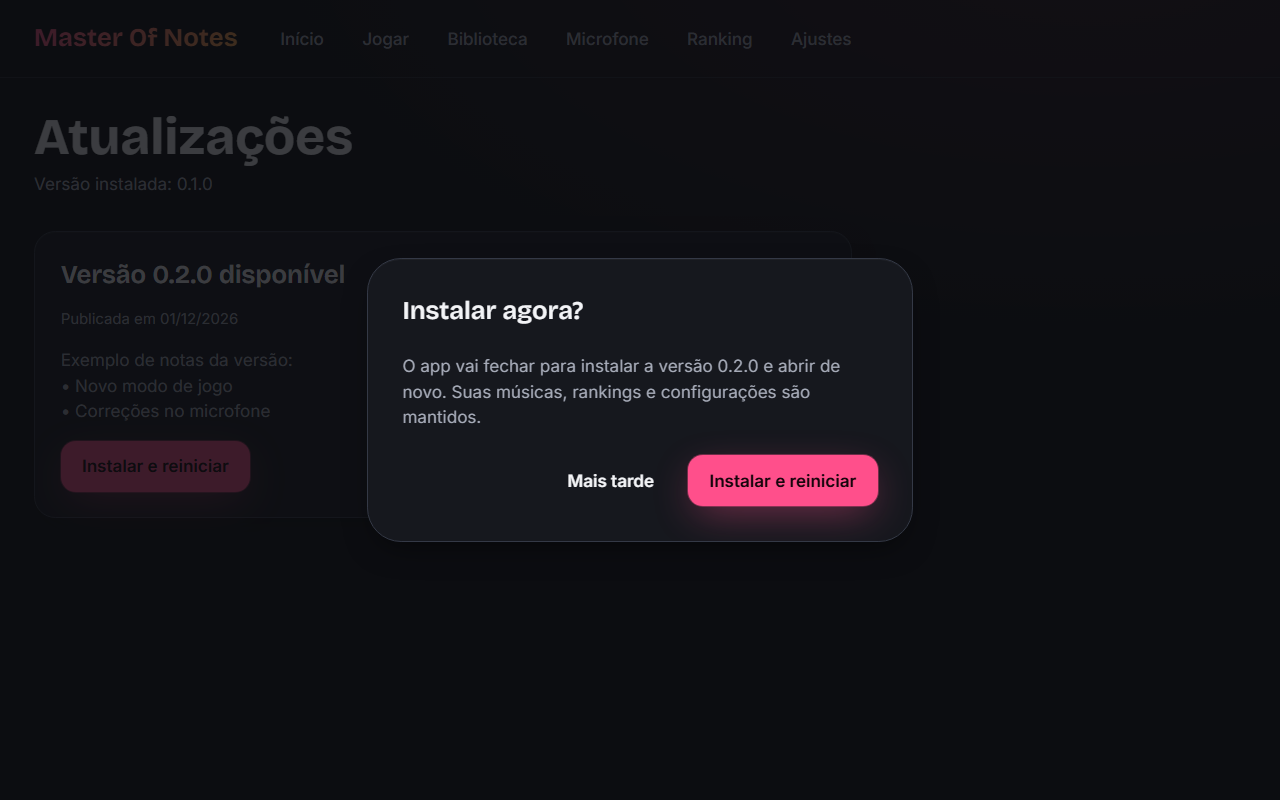 Master Of Notes
Início
Jogar
Biblioteca
Microfone
Ranking
Ajustes
Atualizações
Versão instalada: 0.1.0
Versão 0.2.0 disponível
Publicada em 01/12/2026
Exemplo de notas da versão:
• Novo modo de jogo
• Correções no microfone
Instalar e reiniciar
Instalar agora?
O app vai fechar para instalar a versão 0.2.0 e abrir de
novo. Suas músicas, rankings e configurações são
mantidos.
Mais tarde
Instalar e reiniciar